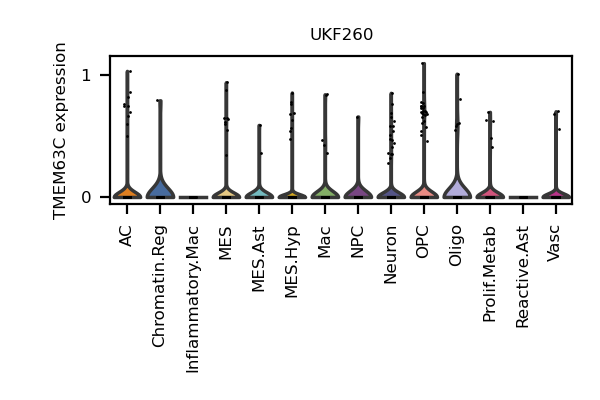 UKF260
TMEM63C expression
1
0
AC
Chromatin.Reg
Inflammatory.Mac
MES
MES.Ast
MES.Hyp
Mac
NPC
Neuron
OPC
Oligo
Prolif.Metab
Reactive.Ast
Vasc